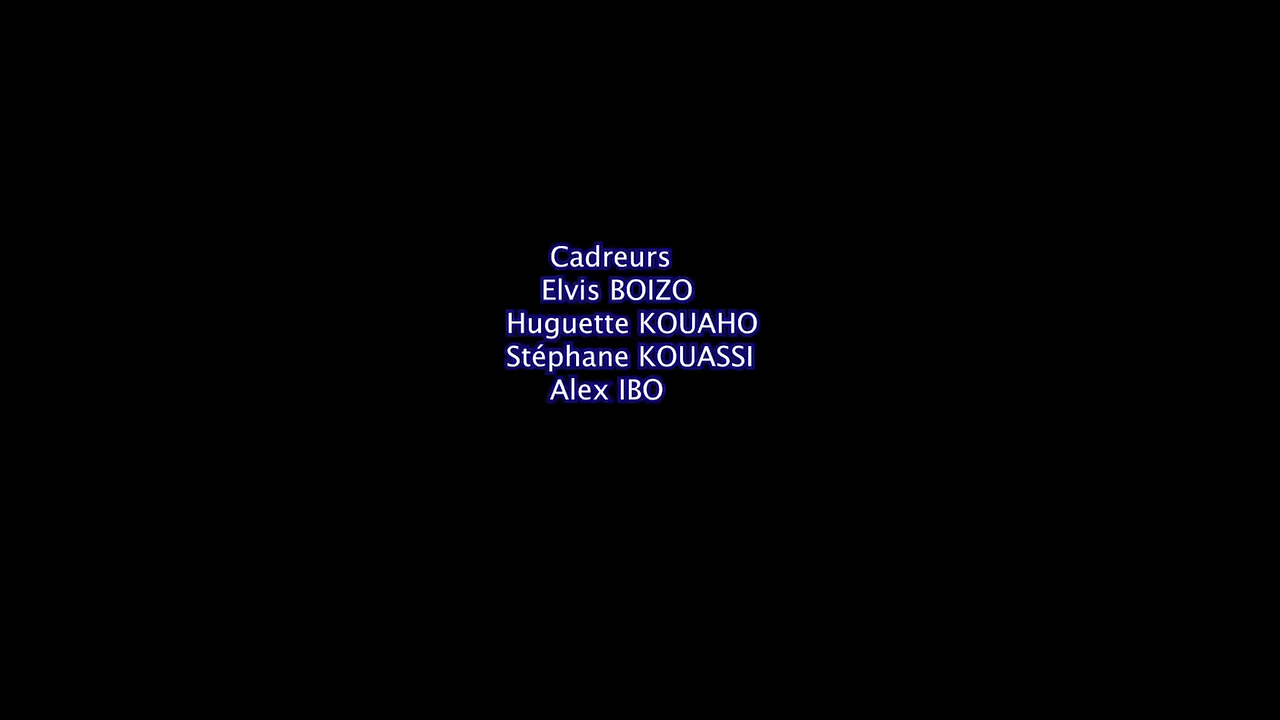 Cadreurs
Elvis BOIZO
Huguette KOUAHO
Stéphane KOUASSI
Alex IBO